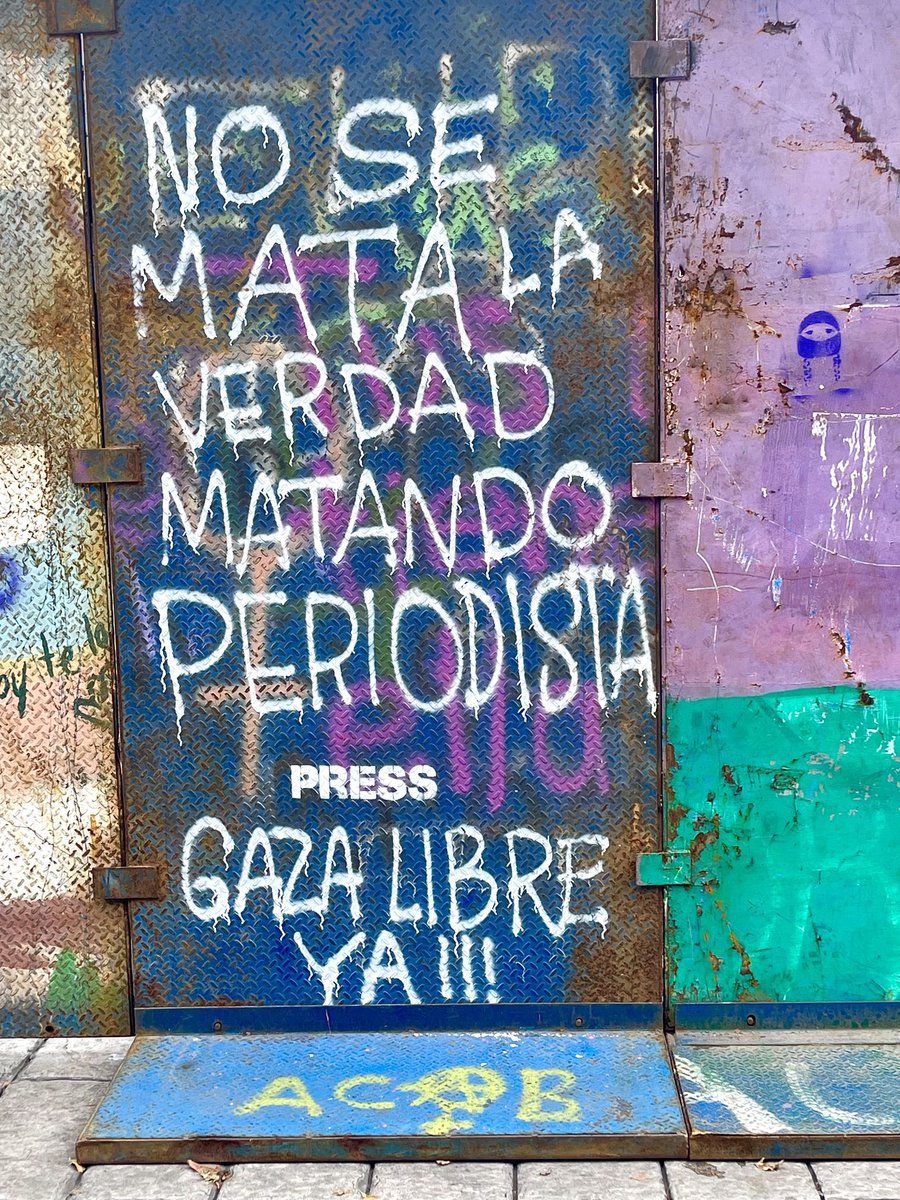 NO SE
MATA LA
VERDAD
MATANDO
PERIODISTA
PRESS
GAZA LIBRE
YA !!!
ACAB